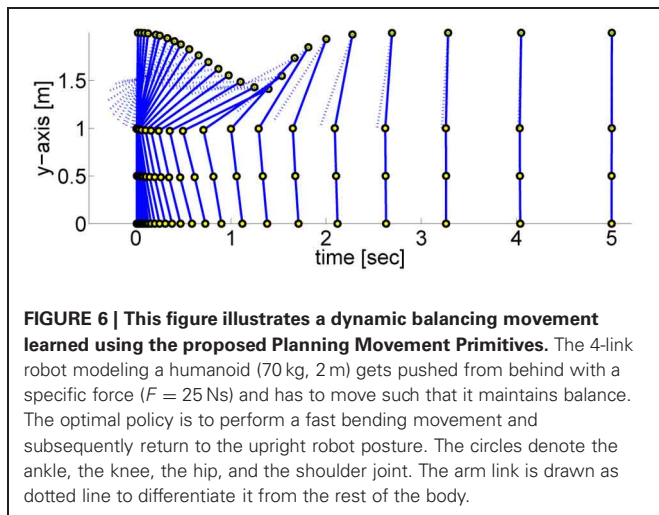 1.5
1
0.5
0
y-axis [m]
0 1 2 3 4 5
time [sec]
FIGURE 6 | This figure illustrates a dynamic balancing movement
learned using the proposed Planning Movement Primitives. The 4-link
robot modeling a humanoid (70 kg, 2 m) gets pushed from behind with a
specific force (F = 25 Ns) and has to move such that it maintains balance.
The optimal policy is to perform a fast bending movement and
subsequently return to the upright robot posture. The circles denote the
ankle, the knee, the hip, and the shoulder joint. The arm link is drawn as
dotted line to differentiate it from the rest of the body.